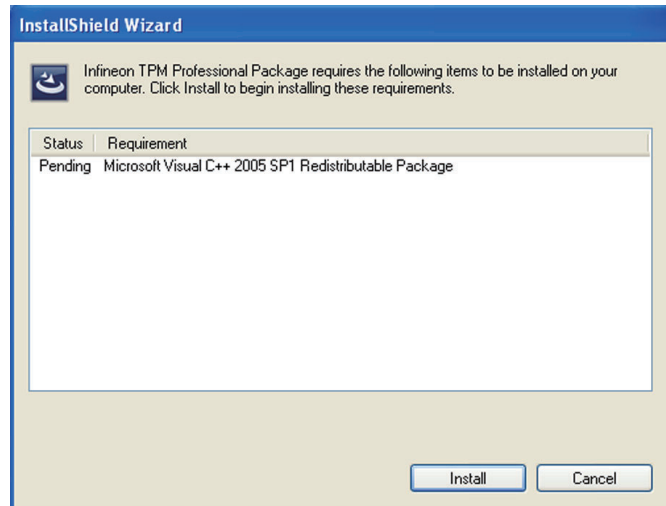 InstallShield Wizard
Infineon TPM Professional Package requires the following items to be installed on your
computer. Click Install to begin installing these requirements.
Status Requirement
Pending Microsoft Visual C++ 2005 SP1 Redistributable Package
Install Cancel